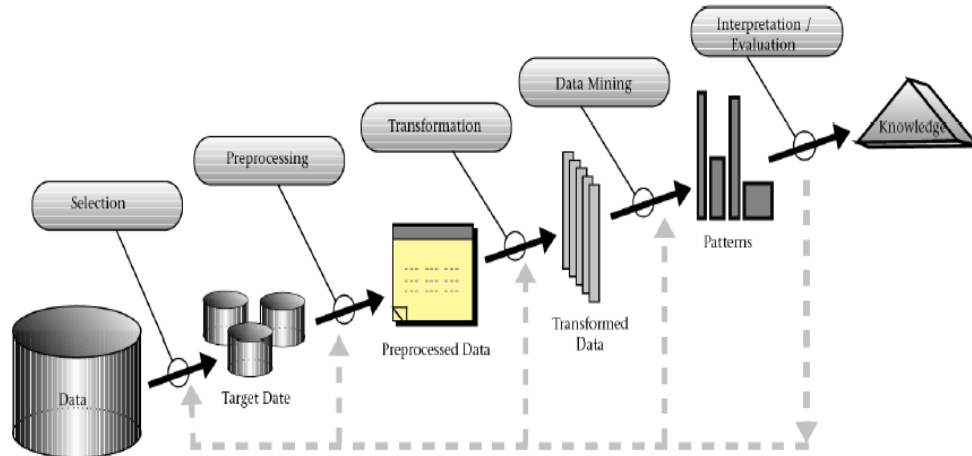 Interpretation /
Evaluation
Data Mining
Transformation
Preprocessing
Selection
Data
Target Date
Preprocessed Data
Transformed
Data
Patterns
Knowledge